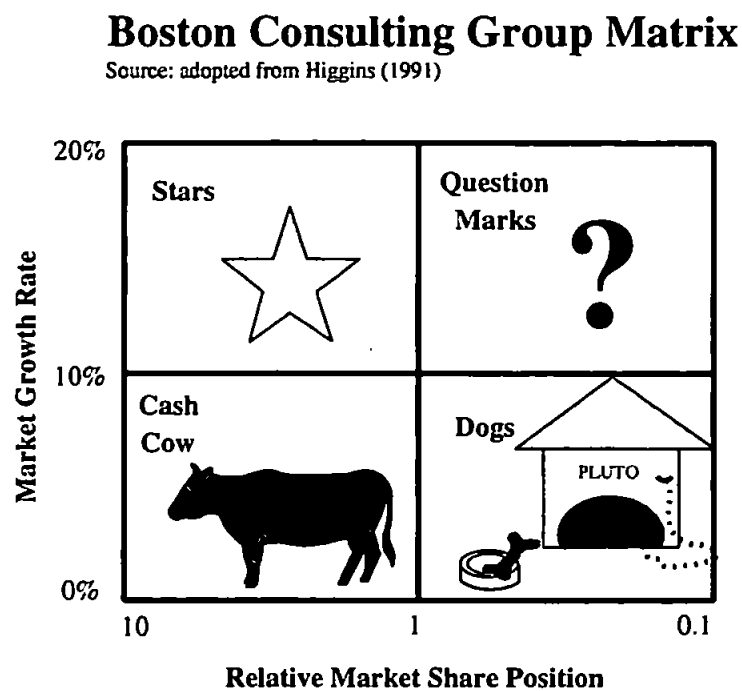 Boston Consulting Group Matrix
Source: adopted from Higgins (1991)
20%
Stars
Question
Marks
?
Market Growth Rate
10%
Cash
Cow
Dogs
PLUTO
0%
10
1
0.1
Relative Market Share Position